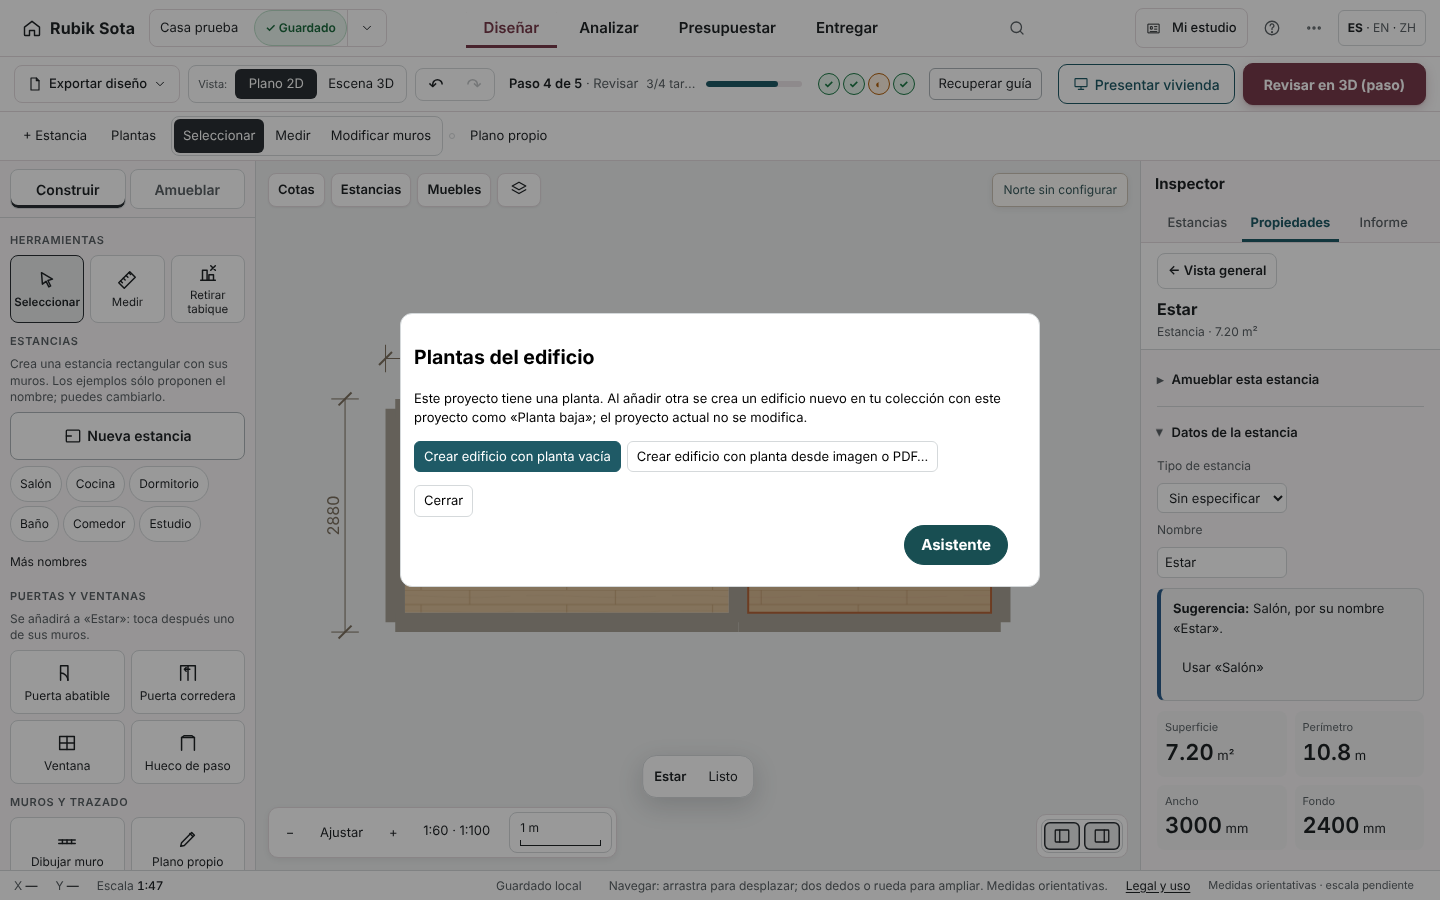 Rubik Sota
Casa prueba
✓ Guardado
Diseñar
Analizar
Presupuestar
Entregar
Mi estudio
ES · EN · ZH
Exportar diseño
Vista:
Plano 2D
Escena 3D
Paso 4 de 5 · Revisar
3/4 tar...
Recuperar guía
Presentar vivienda
Revisar en 3D (paso)
+ Estancia
Plantas
Seleccionar
Medir
Modificar muros
Plano propio
Construir
Amueblar
HERRAMIENTAS
Seleccionar
Medir
Retirar
tabique
ESTANCIAS
Crea una estancia rectangular con sus
muros. Los ejemplos sólo proponen el
nombre; puedes cambiarlo.
Nueva estancia
Salón
Cocina
Dormitorio
Baño
Comedor
Estudio
Más nombres
PUERTAS Y VENTANAS
Se añadirá a «Estar»: toca después uno
de sus muros.
Puerta abatible
Puerta corredera
Ventana
Hueco de paso
MUROS Y TRAZADO
Dibujar muro
Plano propio
Cotas
Estancias
Muebles
Norte sin configurar
2880
Plantas del edificio
Este proyecto tiene una planta. Al añadir otra se crea un edificio nuevo en tu colección con este
proyecto como «Planta baja»; el proyecto actual no se modifica.
Crear edificio con planta vacía
Crear edificio con planta desde imagen o PDF...
Cerrar
Asistente
Estar
Listo
−
Ajustar
+
1:60 · 1:100
1 m
Inspector
Estancias
Propiedades
Informe
← Vista general
Estar
Estancia · 7.20 m²
▸ Amueblar esta estancia
▾ Datos de la estancia
Tipo de estancia
Sin especificar
Nombre
Estar
Sugerencia: Salón, por su nombre
«Estar».
Usar «Salón»
Superficie
7.20 m²
Perímetro
10.8 m
Ancho
3000 mm
Fondo
2400 mm
X —
Y —
Escala 1:47
Guardado local
Navegar: arrastra para desplazar; dos dedos o rueda para ampliar. Medidas orientativas.
Legal y uso
Medidas orientativas · escala pendiente